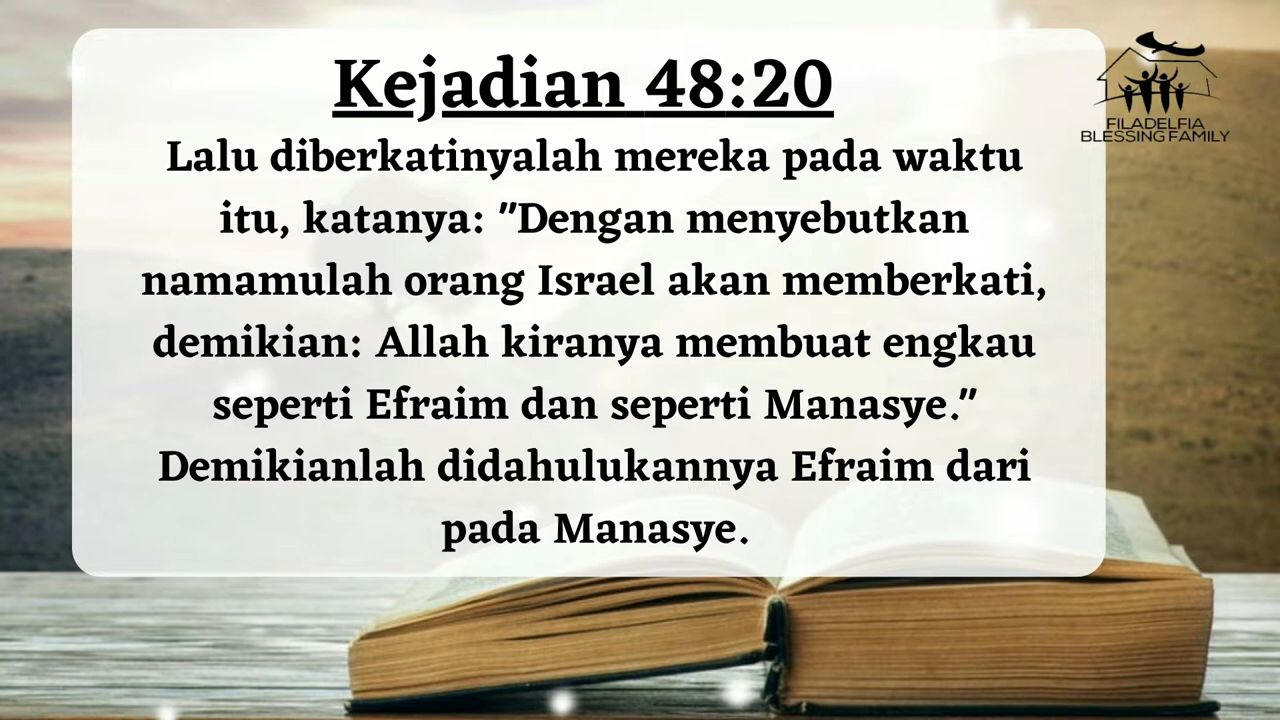 Kejadian 48:20
Lalu diberkatinyalah mereka pada waktu
itu, katanya: "Dengan menyebutkan
namamulah orang Israel akan memberkati,
demikian: Allah kiranya membuat engkau
seperti Efraim dan seperti Manasye."
Demikianlah didahulukannya Efraim dari
pada Manasye.
FILADELFIA
BLESSING FAMILY